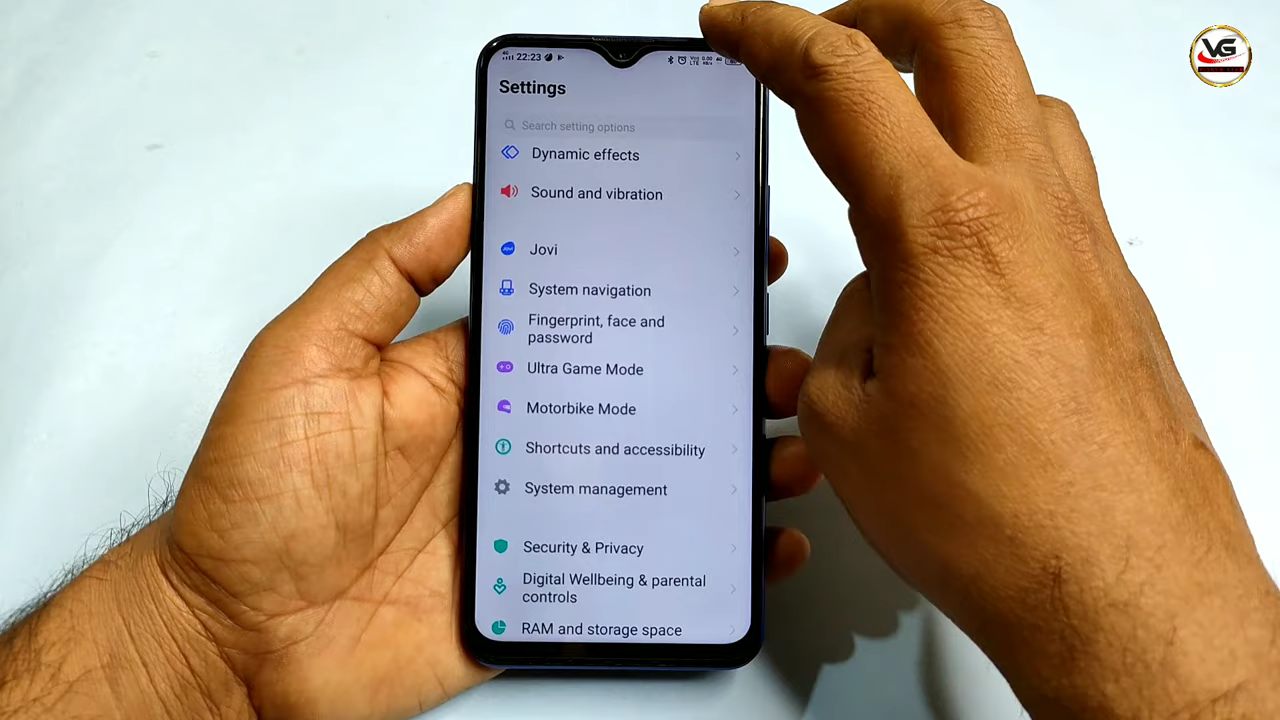 22:23
Settings
Search setting options
Dynamic effects
Sound and vibration
Jovi
System navigation
Fingerprint, face and
password
Ultra Game Mode
Motorbike Mode
Shortcuts and accessibility
System management
Security & Privacy
Digital Wellbeing & parental
controls
RAM and storage space
VG